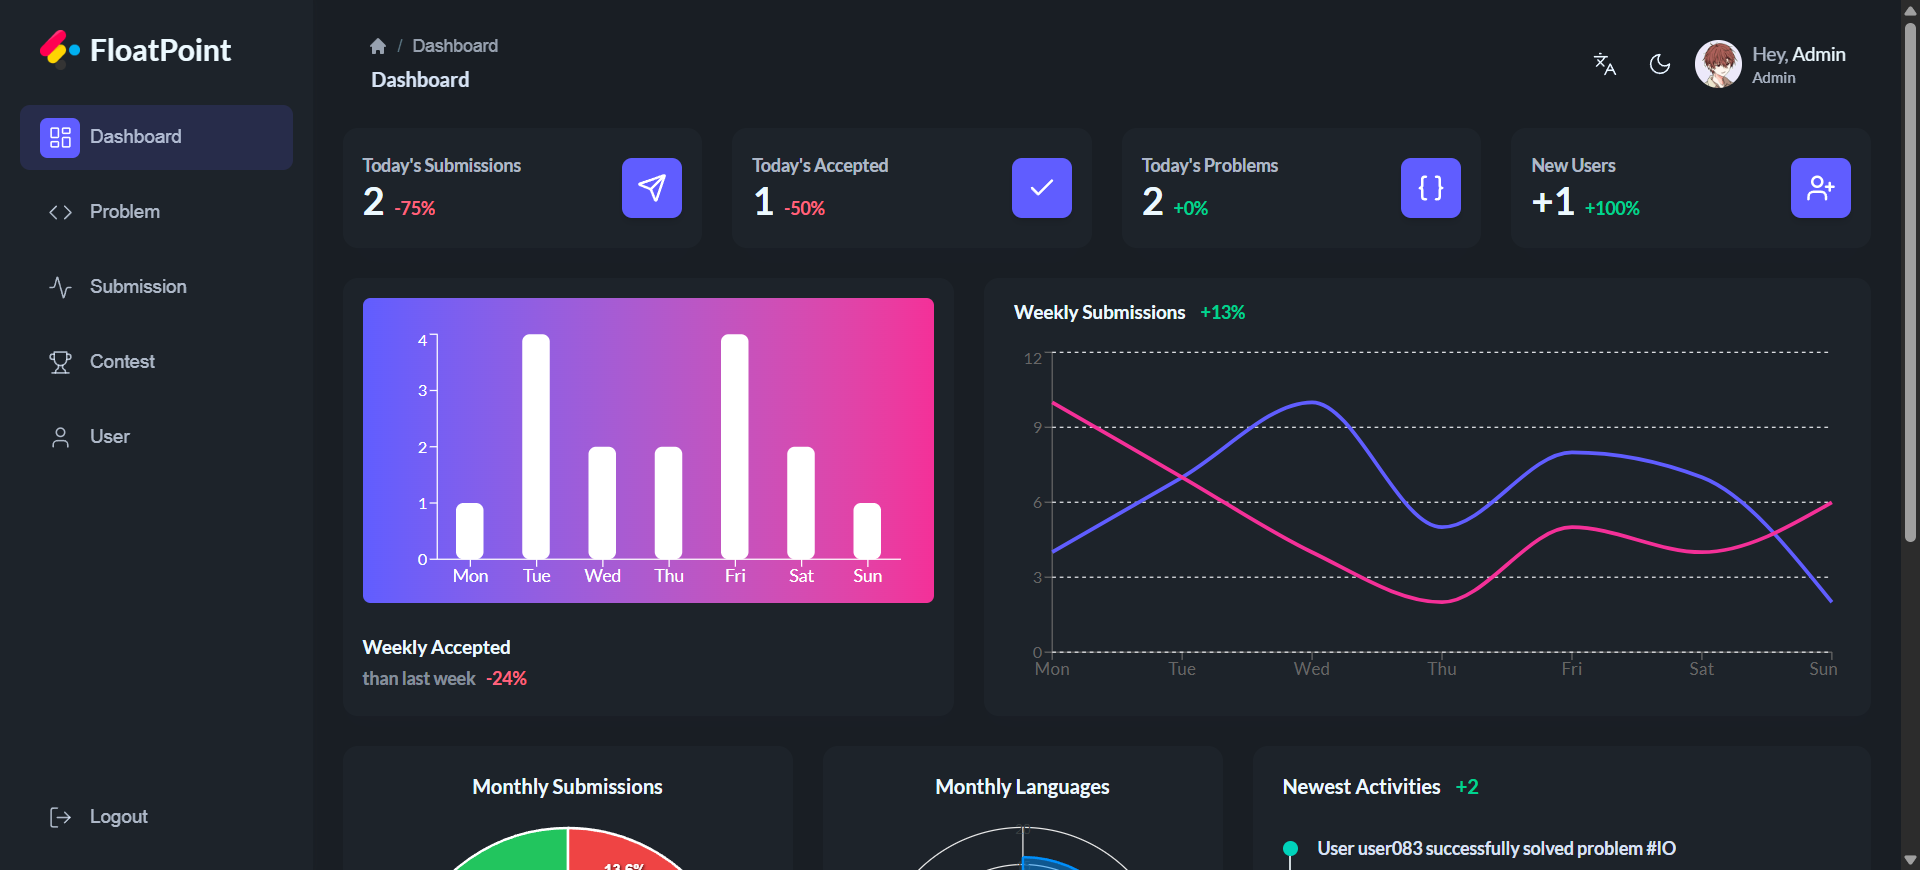 FloatPoint
Dashboard
Problem
Submission
Contest
User
Logout
/ Dashboard
Dashboard
Hey, Admin
Admin
Today's Submissions
2 -75%
Today's Accepted
1 -50%
Today's Problems
2 +0%
New Users
+1 +100%
4
3
2
1
0
Mon Tue Wed Thu Fri Sat Sun
Weekly Accepted
than last week -24%
Weekly Submissions +13%
12
9
6
3
0
Mon Tue Wed Thu Fri Sat Sun
Monthly Submissions
13.6%
Monthly Languages
Newest Activities +2
User user083 successfully solved problem #IO